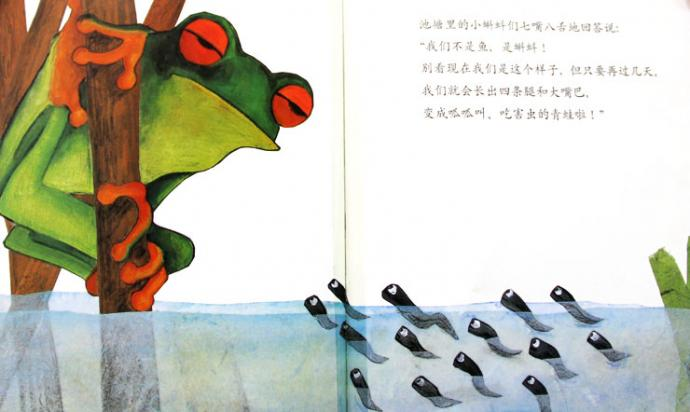 池塘里的小蝌蚪们七嘴八舌地回答说:
“我们不是鱼，是蝌蚪！
别看现在我们是这个样子，但只要再过几天，
我们就会长出四条腿和大嘴巴，
变成呱呱叫、吃害虫的青蛙啦！”